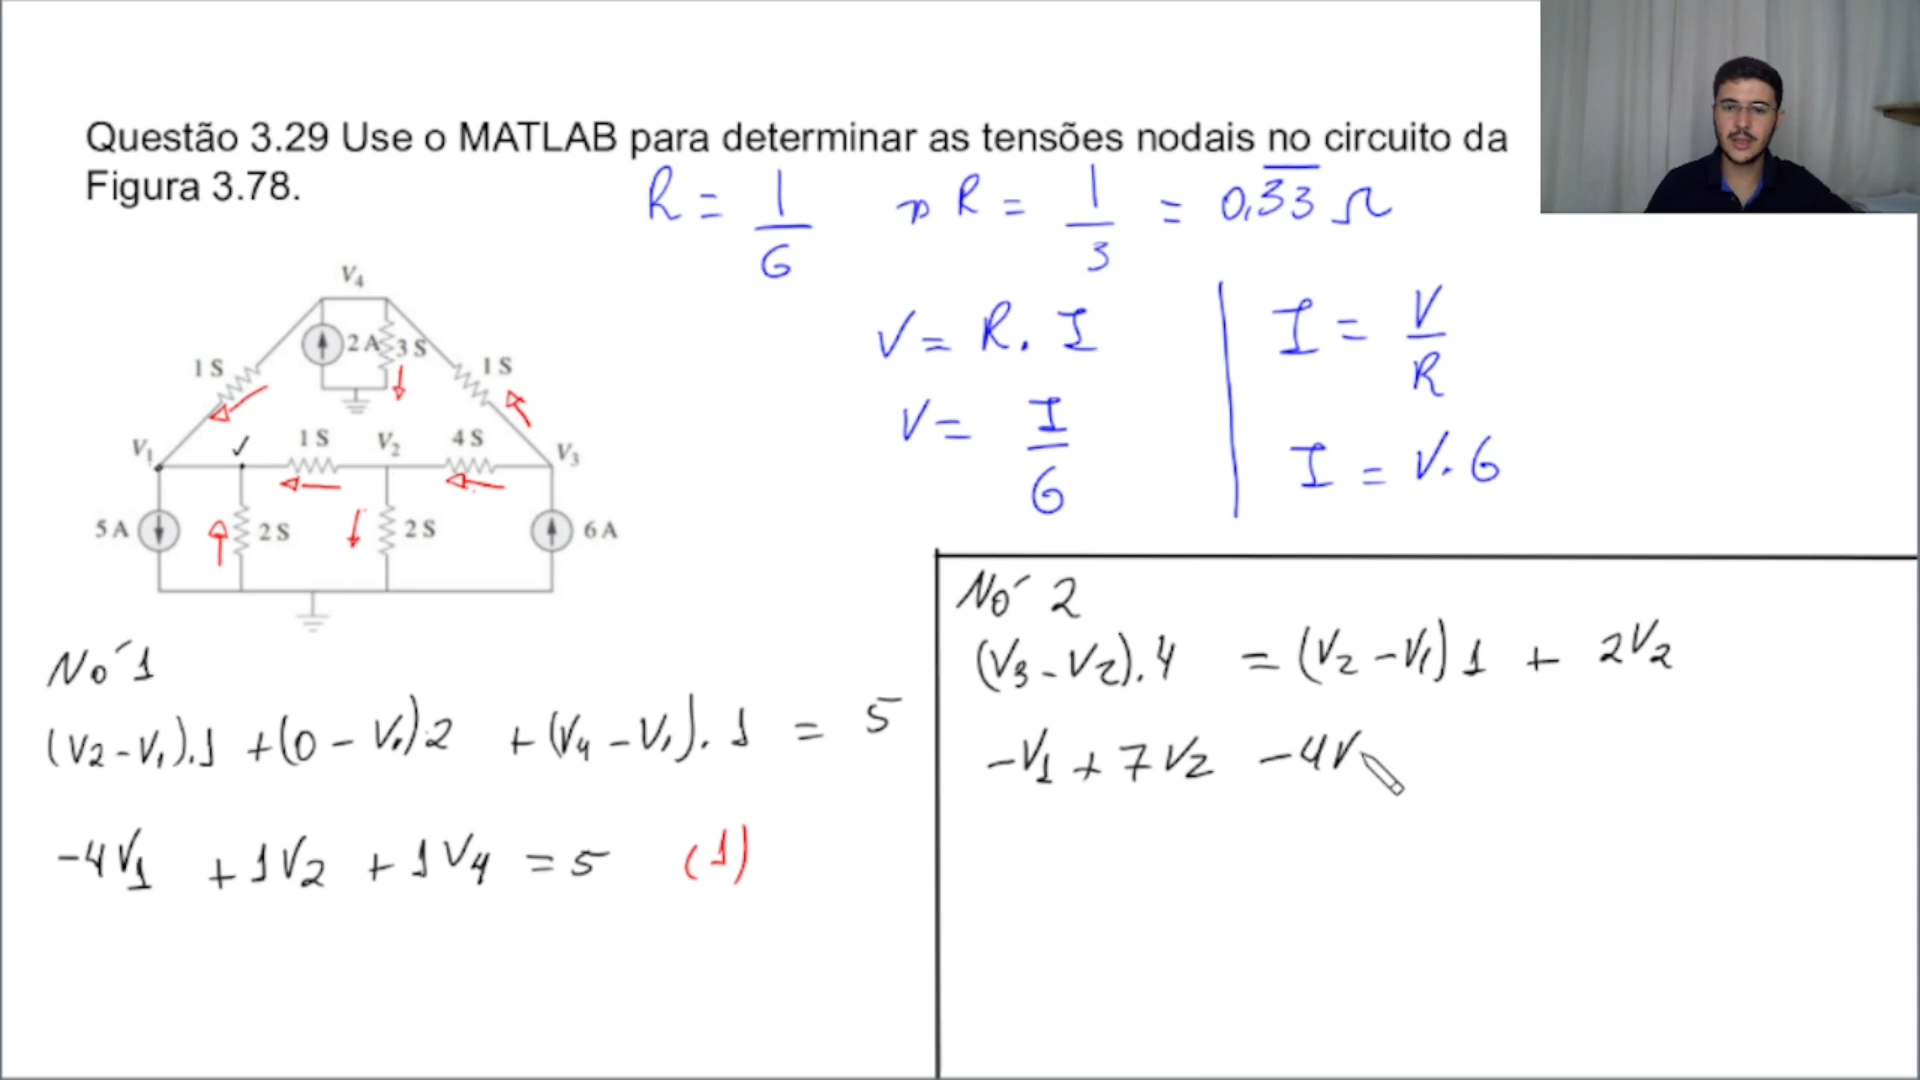 Questão 3.29 Use o MATLAB para determinar as tensões nodais no circuito da
Figura 3.78.
R = 1/G → R = 1/3 = 0,33 Ω
V = R . I
V = I/G
I = V/R
I = V . G
V4
2 A
3 S
1 S
1 S
V1
✓
1 S
V2
4 S
V3
5 A
2 S
2 S
6 A
Nó 1
(V2 - V1).1 + (0 - V1).2 + (V4 - V1).1 = 5
-4V1 + 1V2 + 1V4 = 5 (1)
Nó 2
(V3 - V2).4 = (V2 - V1)1 + 2V2
-V1 + 7V2 - 4V